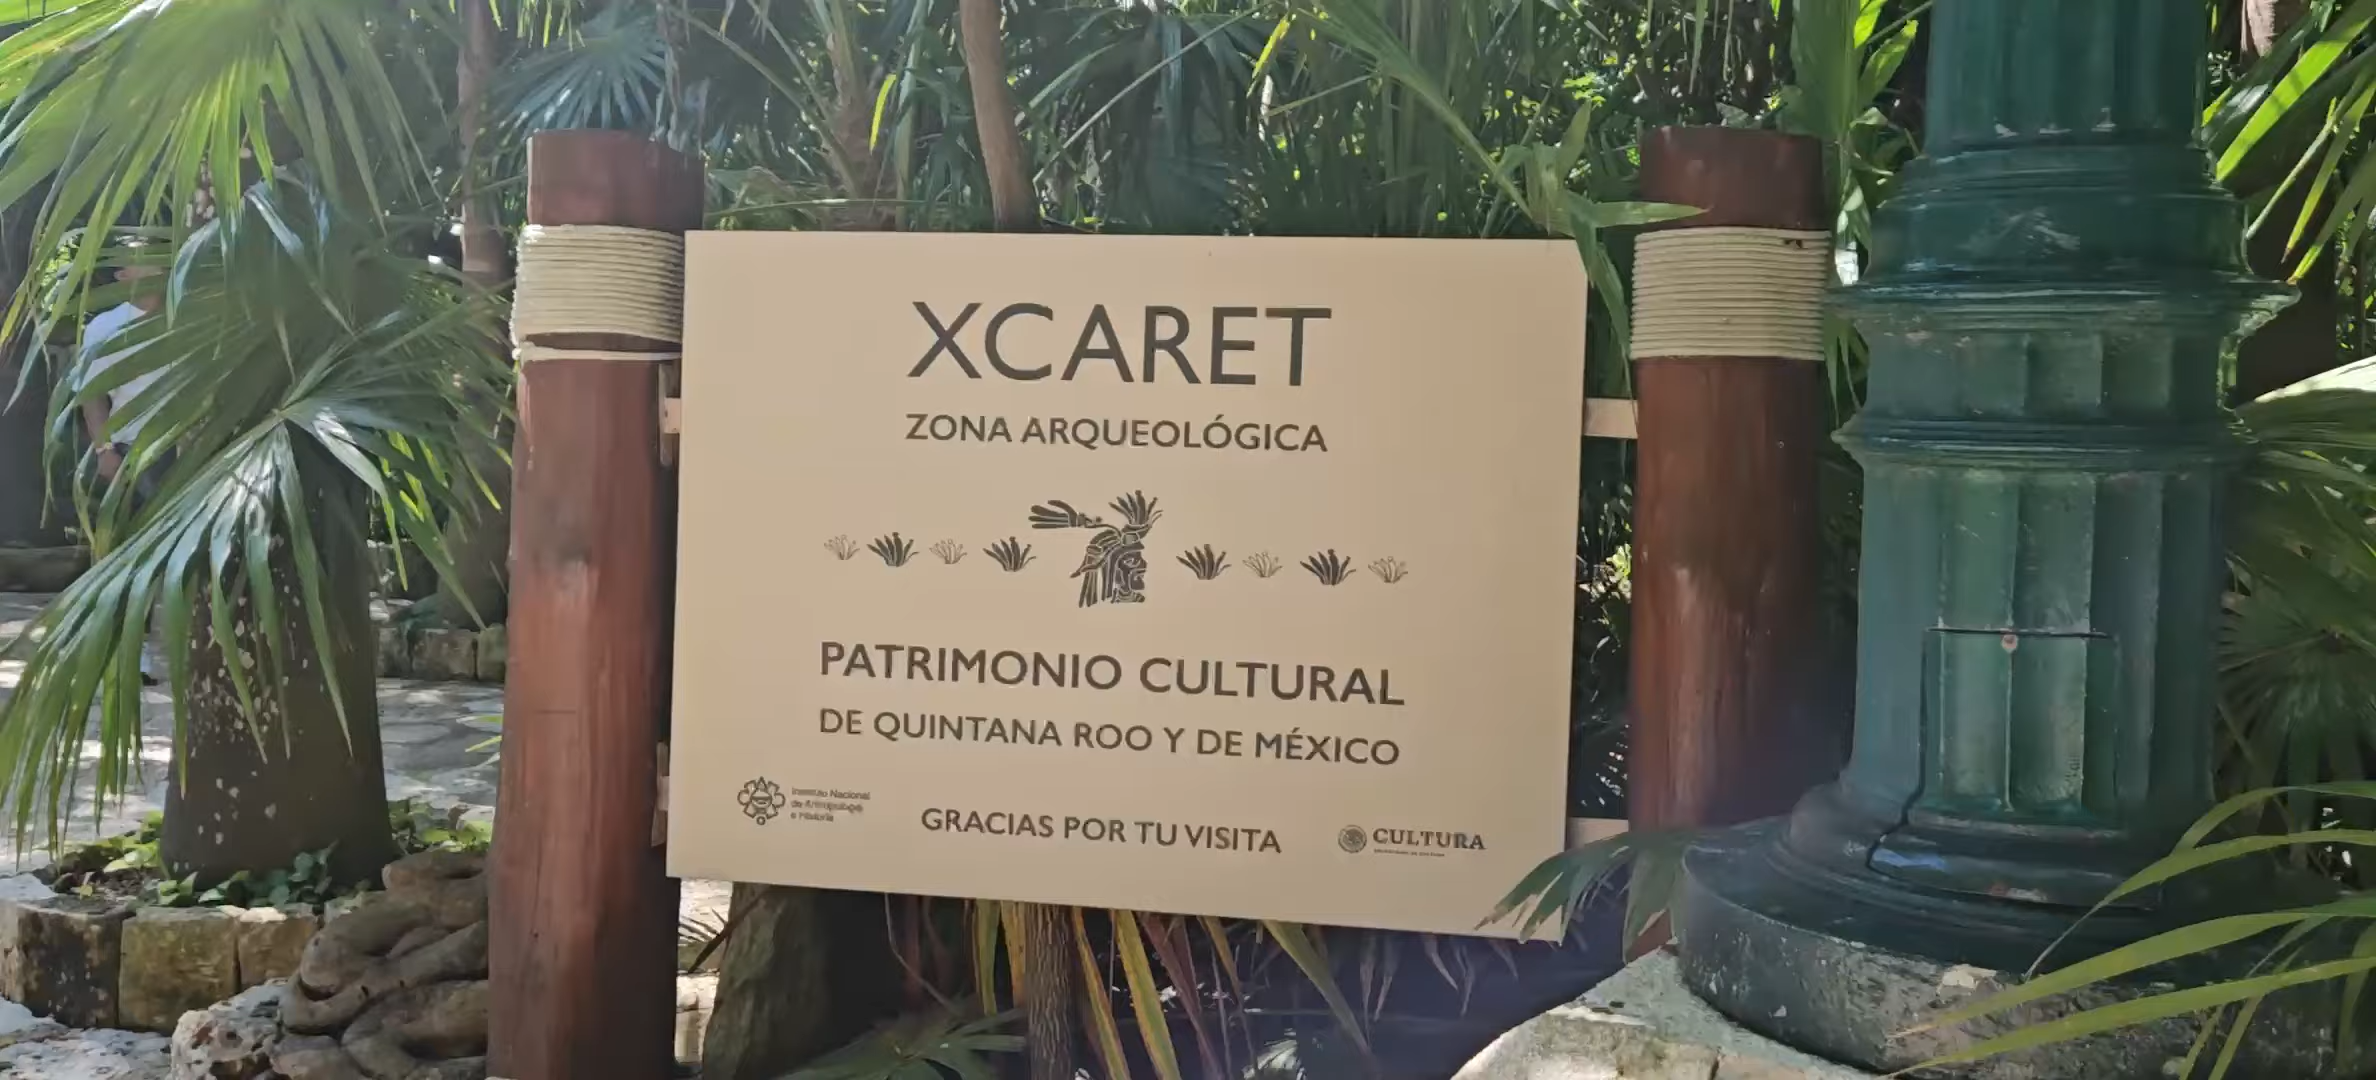 XCARET
ZONA ARQUEOLÓGICA
PATRIMONIO CULTURAL
DE QUINTANA ROO Y DE MÉXICO
Instituto Nacional
de Antropología
e Historia
GRACIAS POR TU VISITA
CULTURA